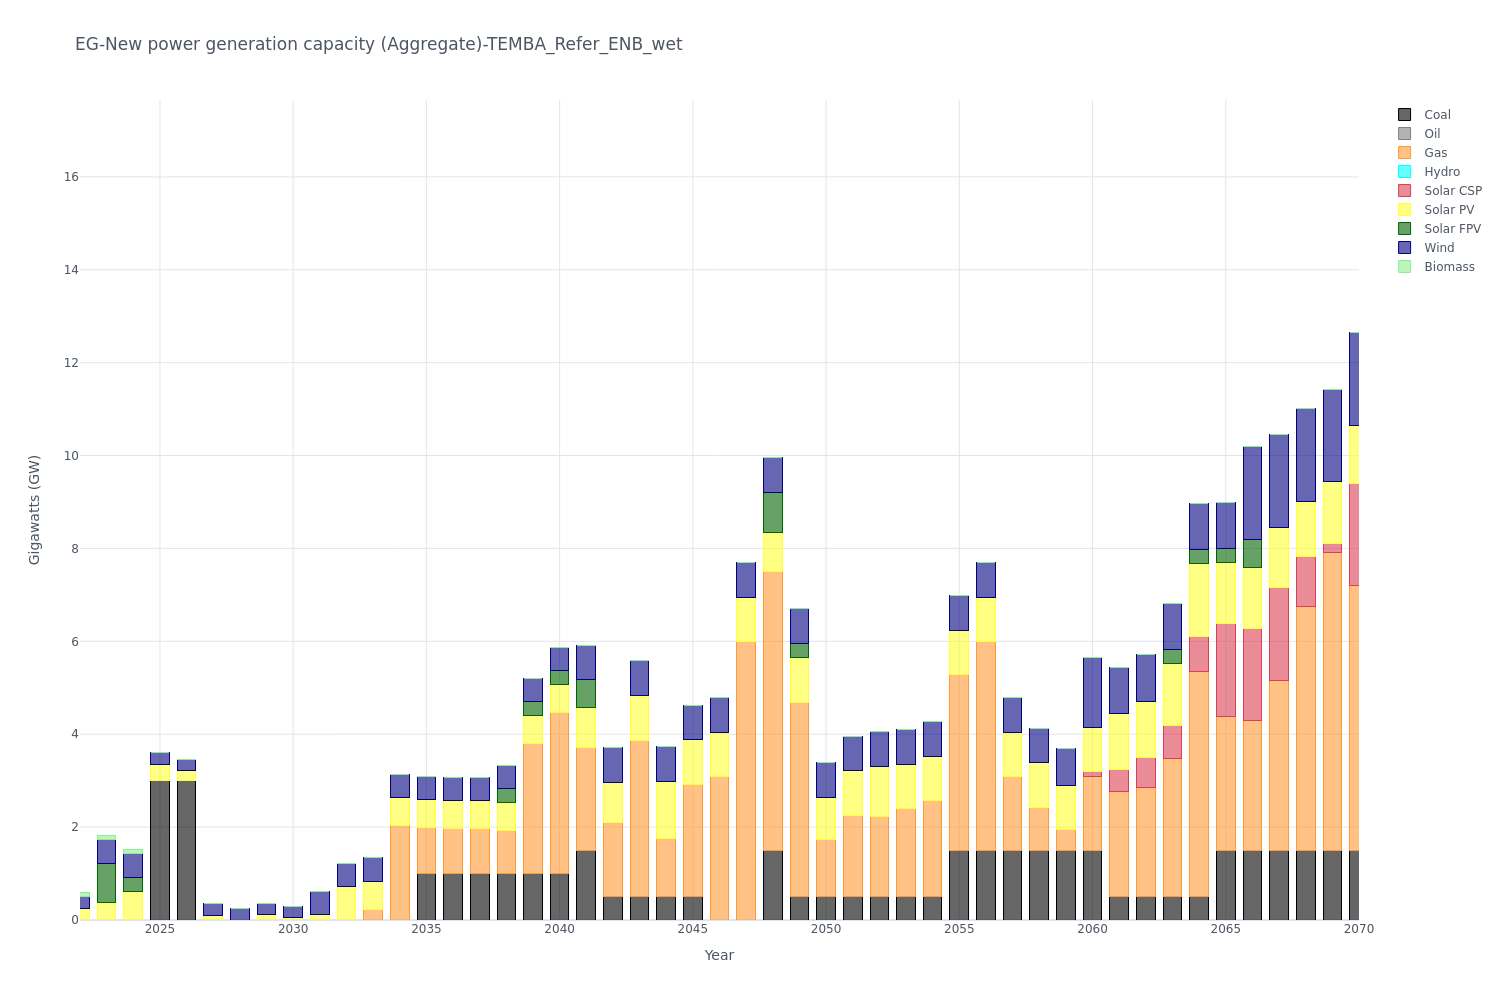 EG-New power generation capacity (Aggregate)-TEMBA_Refer_ENB_wet
Coal
Oil
Gas
Hydro
Solar CSP
Solar PV
Solar FPV
Wind
Biomass
16
14
12
10
8
6
4
2
0
Gigawatts (GW)
2025
2030
2035
2040
2045
2050
2055
2060
2065
2070
Year